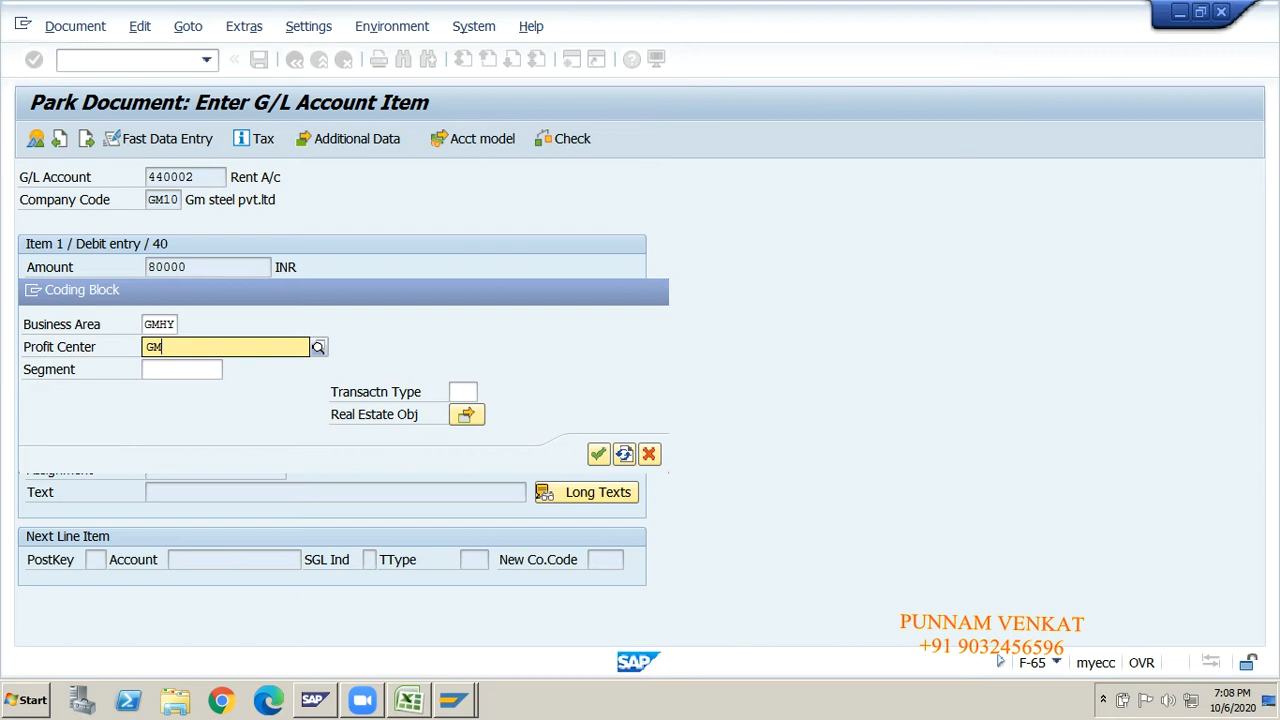 Document Edit Goto Extras Settings Environment System Help
Park Document: Enter G/L Account Item
Fast Data Entry Tax Additional Data Acct model Check
G/L Account 440002 Rent A/c
Company Code GM10 Gm steel pvt.ltd
Item 1 / Debit entry / 40
Amount 80000 INR
Coding Block
Business Area GMHY
Profit Center GM
Segment
Transactn Type
Real Estate Obj
Assignment
Text Long Texts
Next Line Item
PostKey Account SGL Ind TType New Co.Code
PUNNAM VENKAT
+91 9032456596
SAP F-65 myecc OVR
Start SAP 7:08 PM
10/6/2020